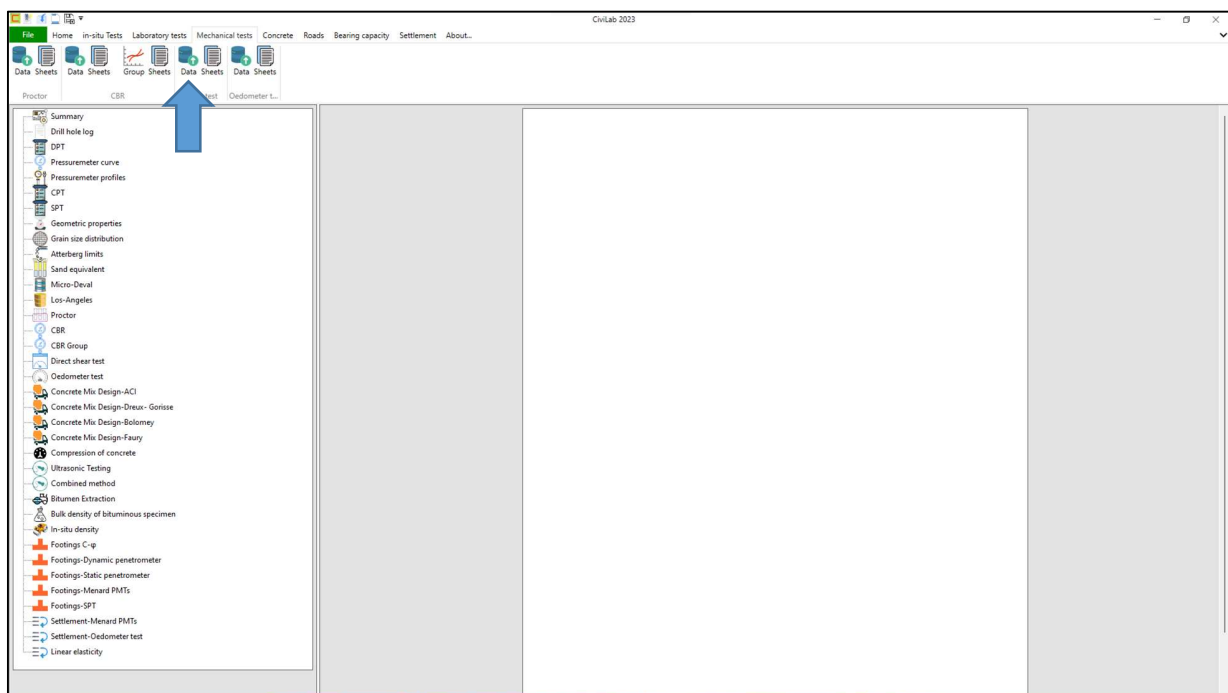 CiviLab 2023
File Home in-situ Tests Laboratory tests Mechanical tests Concrete Roads Bearing capacity Settlement About...
Data Sheets Data Sheets Group Sheets Data Sheets Data Sheets
Proctor CBR test Oedometer t...
Summary
Drill hole log
DPT
Pressuremeter curve
Pressuremeter profiles
CPT
SPT
Geometric properties
Grain size distribution
Atterberg limits
Sand equivalent
Micro-Deval
Los-Angeles
Proctor
CBR
CBR Group
Direct shear test
Oedometer test
Concrete Mix Design-ACI
Concrete Mix Design-Dreux- Gorisse
Concrete Mix Design-Bolomey
Concrete Mix Design-Faury
Compression of concrete
Ultrasonic Testing
Combined method
Bitumen Extraction
Bulk density of bituminous specimen
In-situ density
Footings C-φ
Footings-Dynamic penetrometer
Footings-Static penetrometer
Footings-Menard PMTs
Footings-SPT
Settlement-Menard PMTs
Settlement-Oedometer test
Linear elasticity